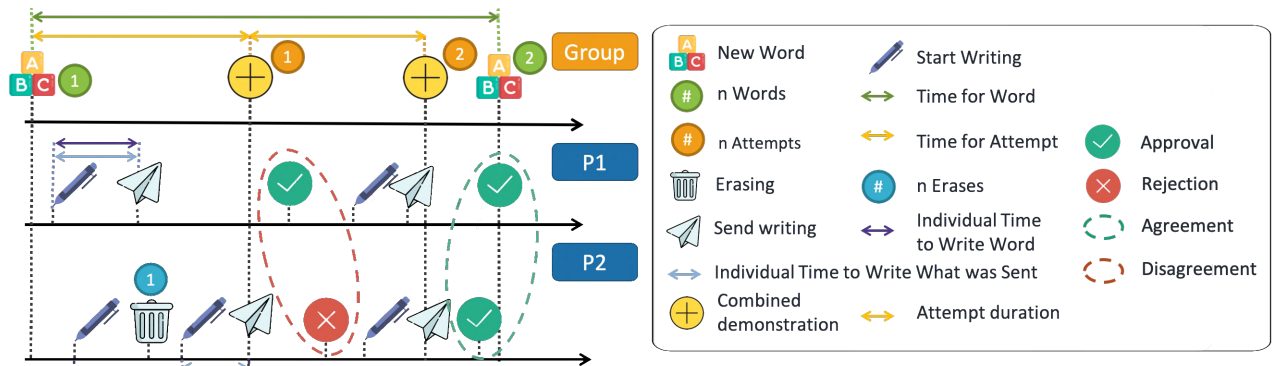 1
A
B C
1
2
A
B C
2
Group
P1
P2
1
A
B C
New Word
Start Writing
#
n Words
Time for Word
#
n Attempts
Time for Attempt
Approval
Erasing
#
n Erases
Rejection
Send writing
Individual Time
to Write Word
Agreement
Individual Time to Write What was Sent
Disagreement
Combined
demonstration
Attempt duration